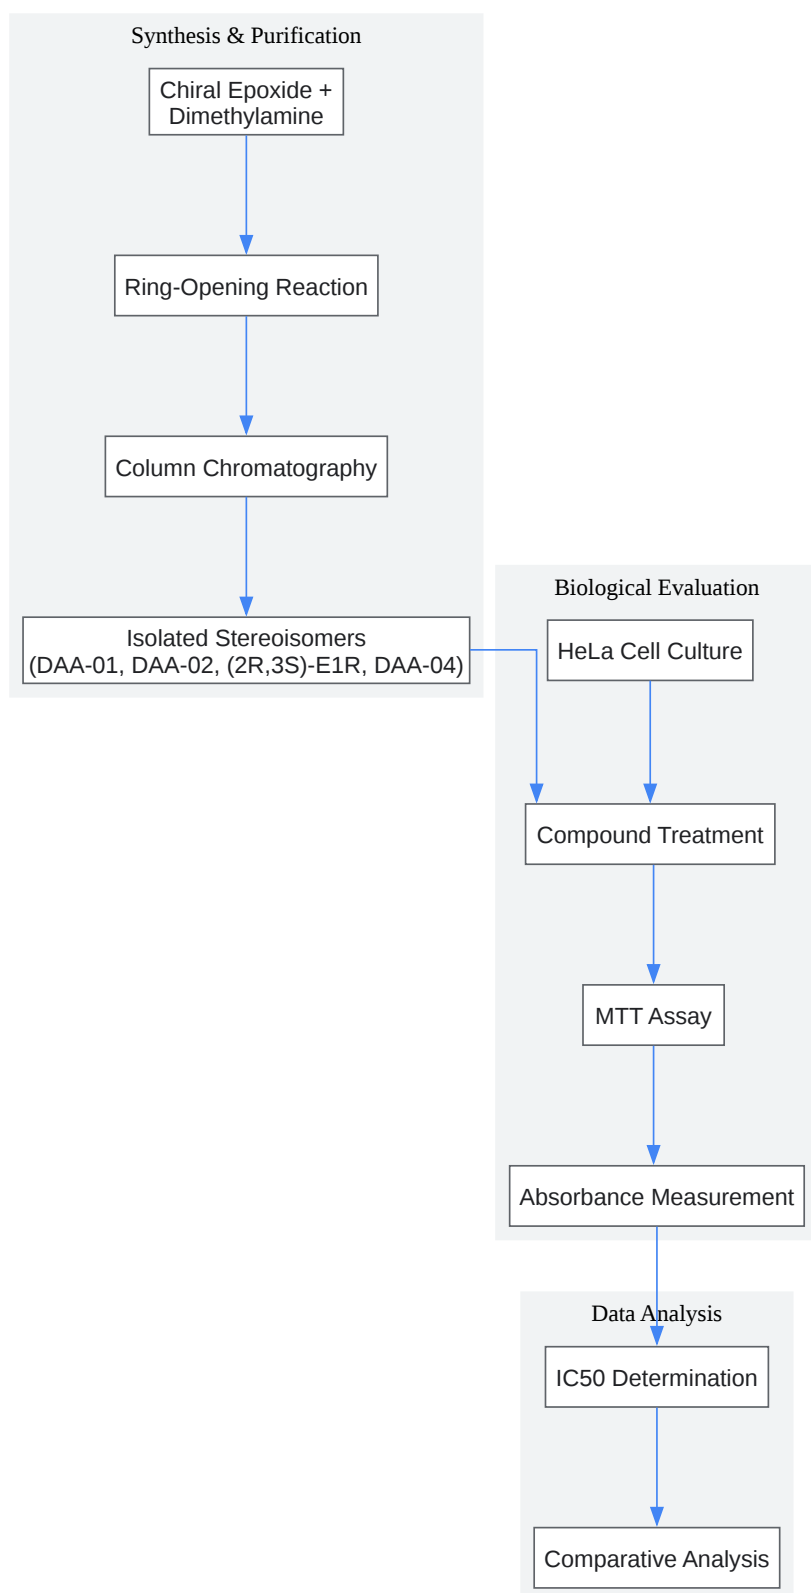 Synthesis & Purification
Chiral Epoxide +
Dimethylamine
Ring-Opening Reaction
Column Chromatography
Isolated Stereoisomers
(DAA-01, DAA-02, (2R,3S)-E1R, DAA-04)
Biological Evaluation
HeLa Cell Culture
Compound Treatment
MTT Assay
Absorbance Measurement
Data Analysis
IC50 Determination
Comparative Analysis